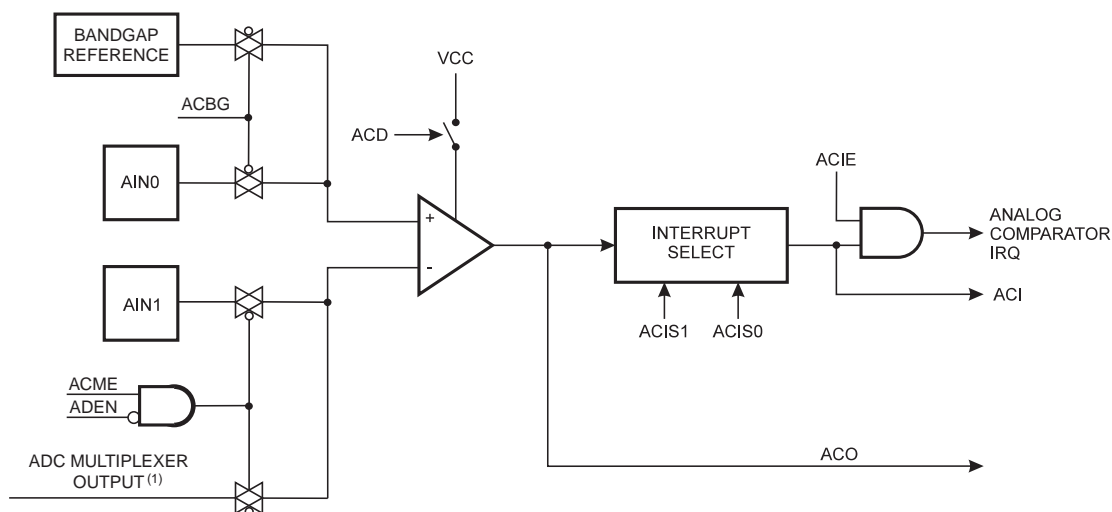 BANDGAP
REFERENCE
ACBG
AIN0
AIN1
ACME
ADEN
ADC MULTIPLEXER
OUTPUT (1)
VCC
ACD
+
-
INTERRUPT
SELECT
ACIS1
ACIS0
ACIE
ANALOG
COMPARATOR
IRQ
ACI
ACO